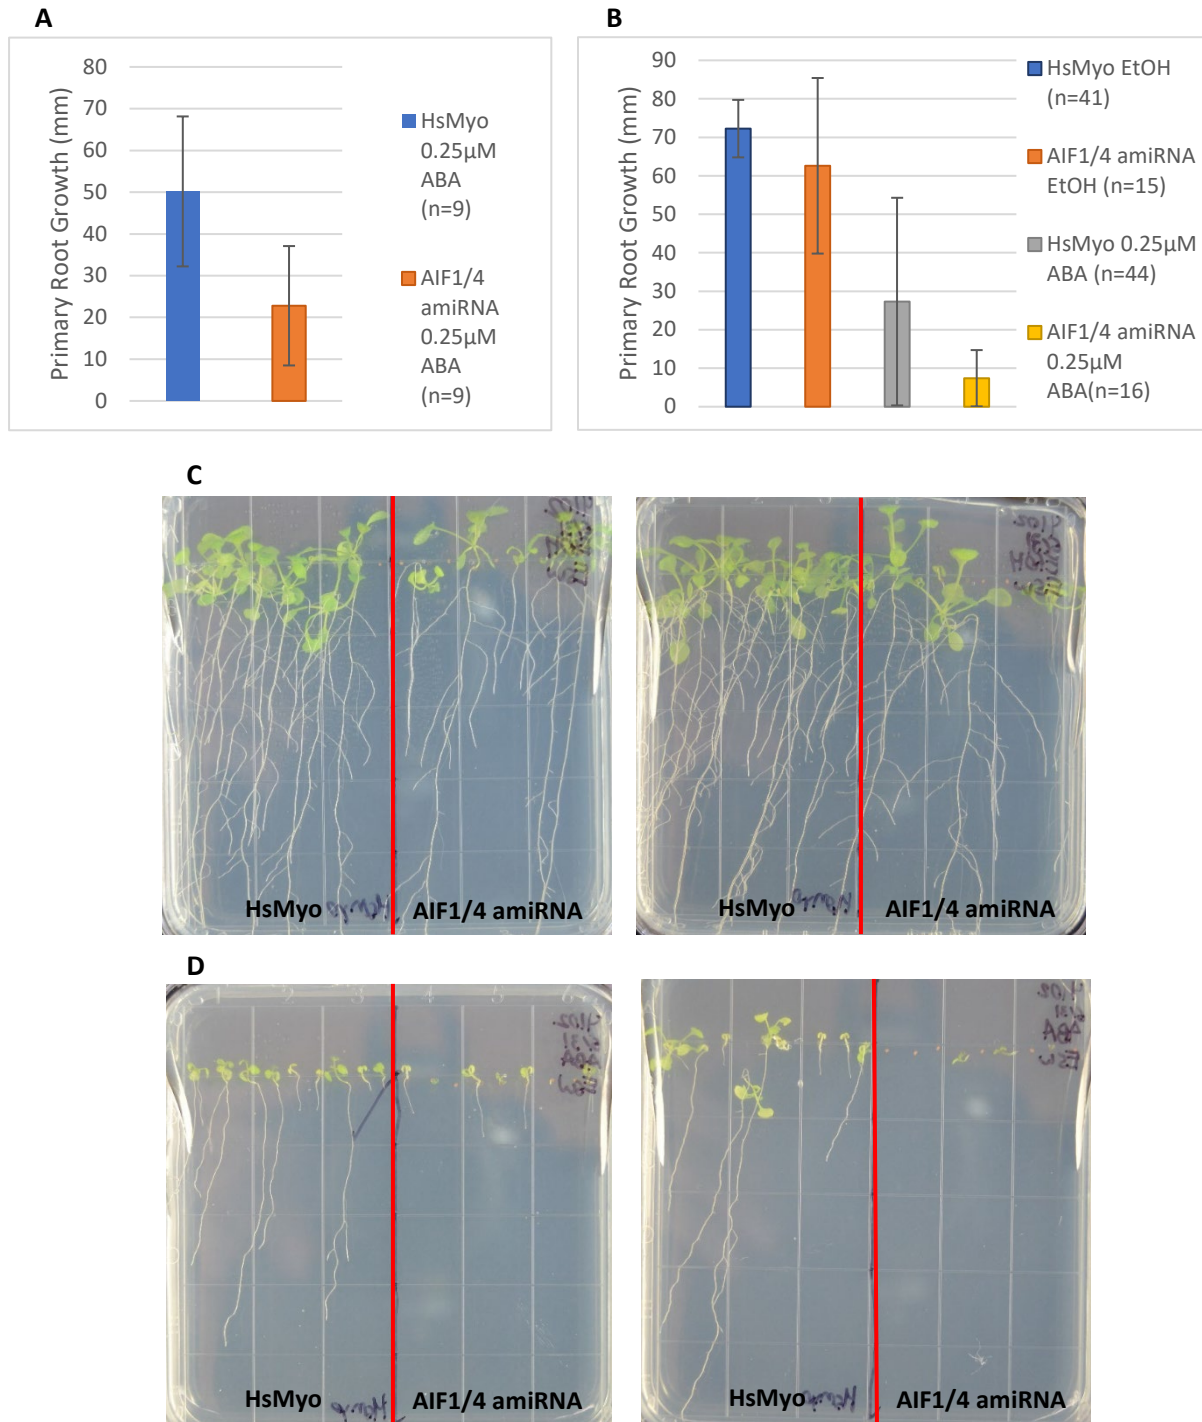 A
80
70
60
50
40
30
20
10
0
Primary Root Growth (mm)
HsMyo
0.25µM
ABA
(n=9)
AIF1/4
amiRNA
0.25µM
ABA
(n=9)
B
90
80
70
60
50
40
30
20
10
0
Primary Root Growth (mm)
HsMyo EtOH
(n=41)
AIF1/4 amiRNA
EtOH (n=15)
HsMyo 0.25µM
ABA (n=44)
AIF1/4 amiRNA
0.25µM
ABA(n=16)
C
HsMyo
AIF1/4 amiRNA
HsMyo
AIF1/4 amiRNA
D
HsMyo
AIF1/4 amiRNA
HsMyo
AIF1/4 amiRNA